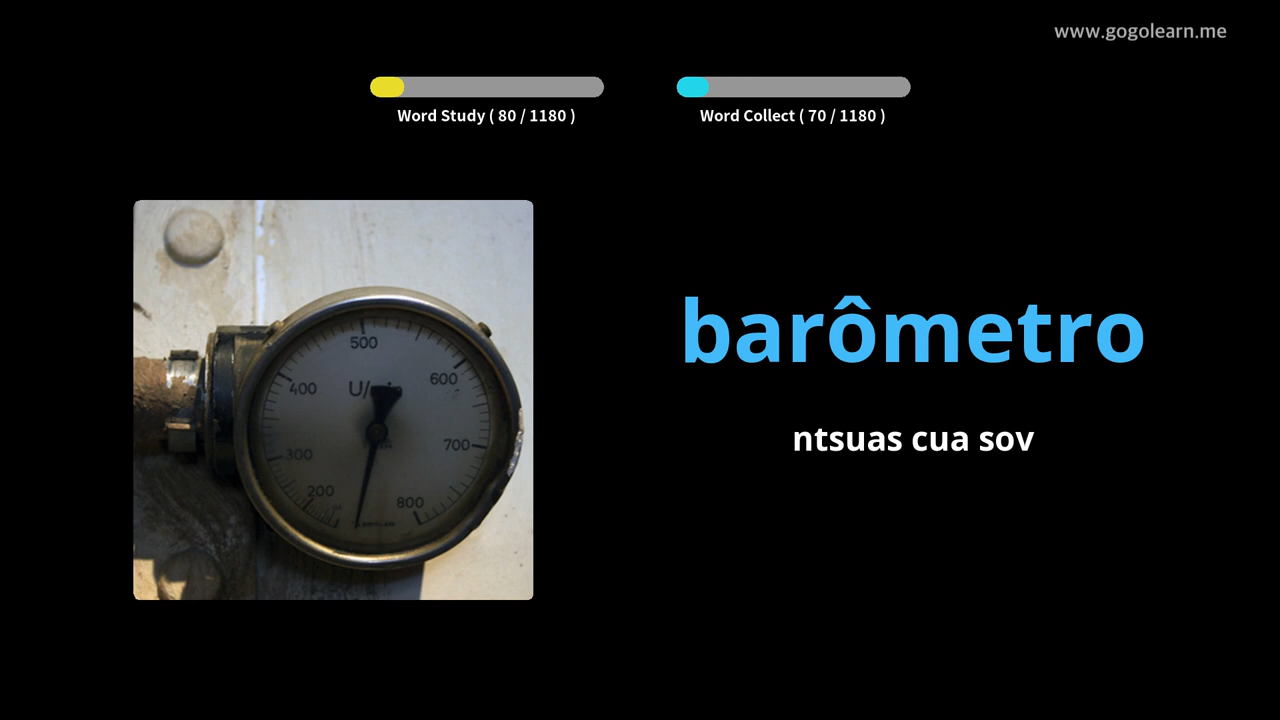 www.gogolearn.me
Word Study ( 80 / 1180 )
Word Collect ( 70 / 1180 )
500
400
600
300
700
200
800
barômetro
ntsuas cua sov